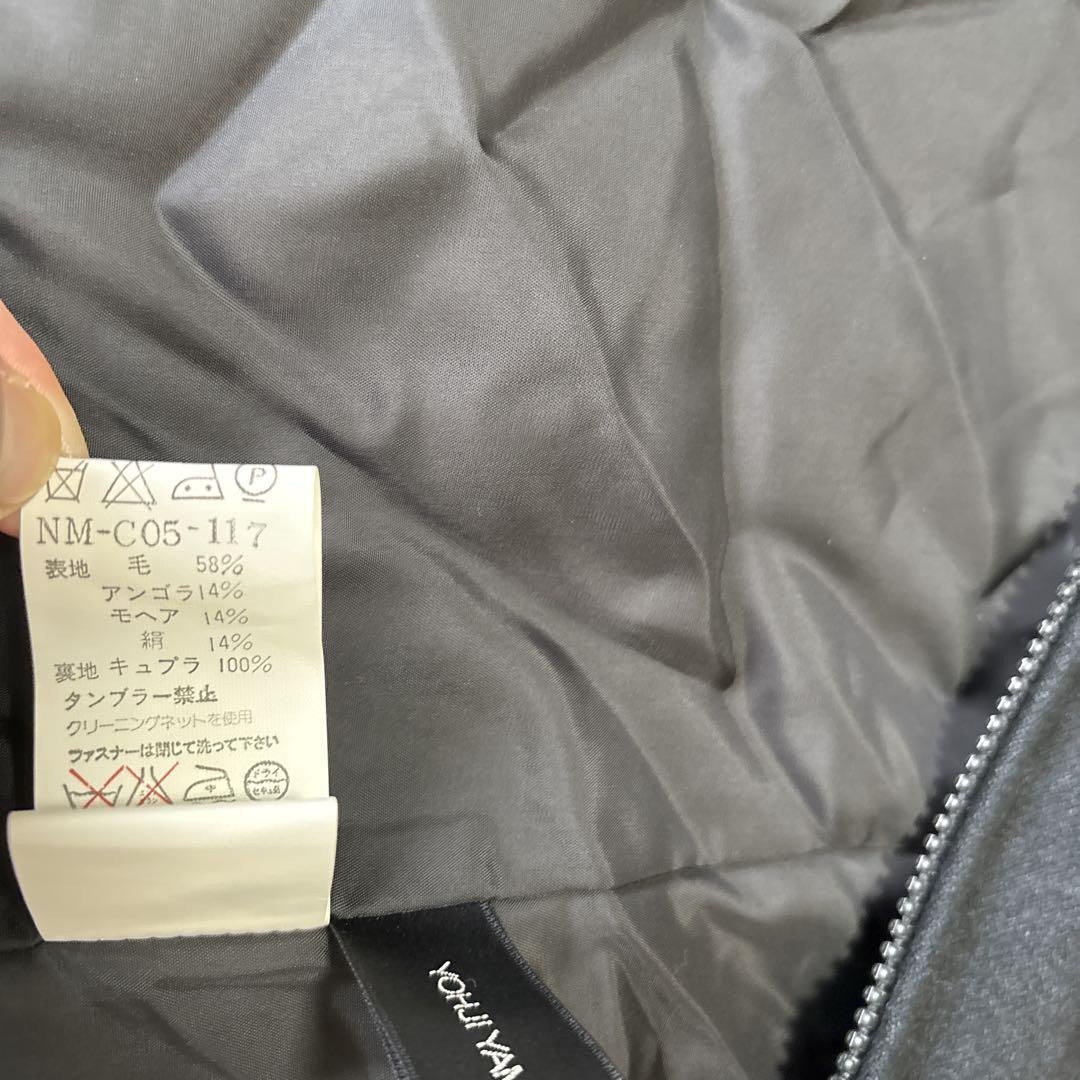 P
NM-C05-117
表地 毛 58%
アンゴラ 14%
モヘア 14%
絹 14%
裏地 キュプラ 100%
タンブラー禁止
クリーニングネットを使用
ファスナーは閉じて洗って下さい
中 ドライ
YOHJI YAM